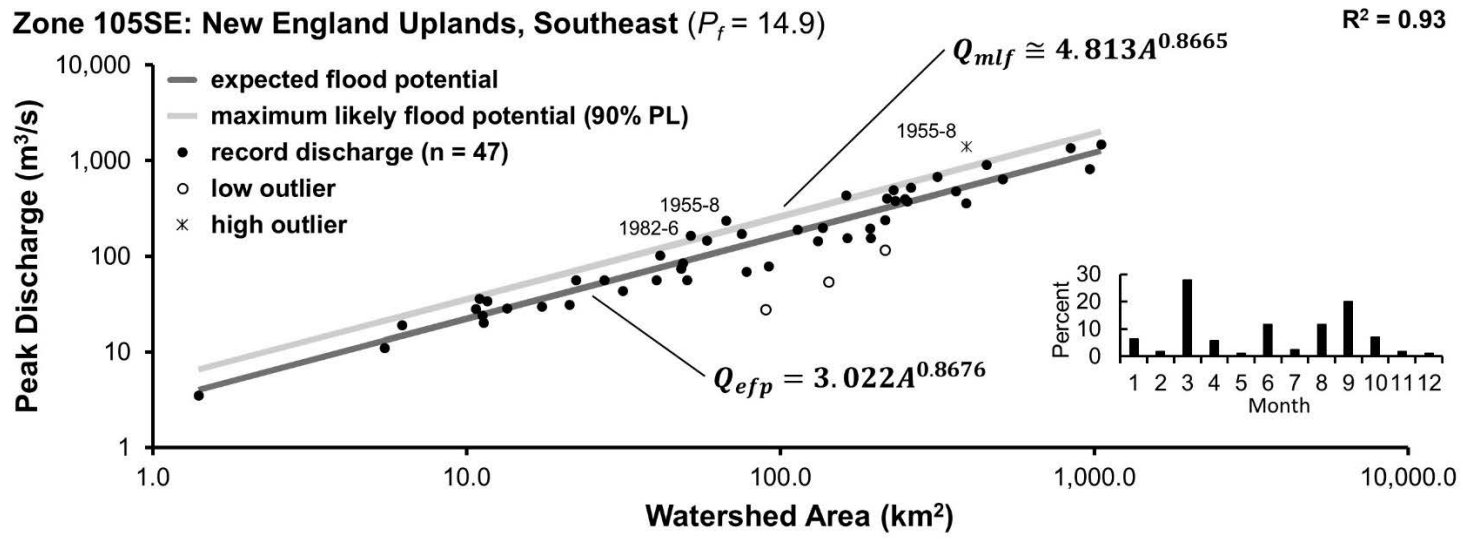 Zone 105SE: New England Uplands, Southeast (P_f = 14.9)
R² = 0.93
Q_mlf ≅ 4.813A^0.8665
10,000
1,000
100
10
1
Peak Discharge (m³/s)
expected flood potential
maximum likely flood potential (90% PL)
record discharge (n = 47)
low outlier
high outlier
1955-8
1955-8
1982-6
Q_efp = 3.022A^0.8676
30
20
10
0
Percent
1 2 3 4 5 6 7 8 9 10 11 12
Month
1.0 10.0 100.0 1,000.0 10,000.0
Watershed Area (km²)